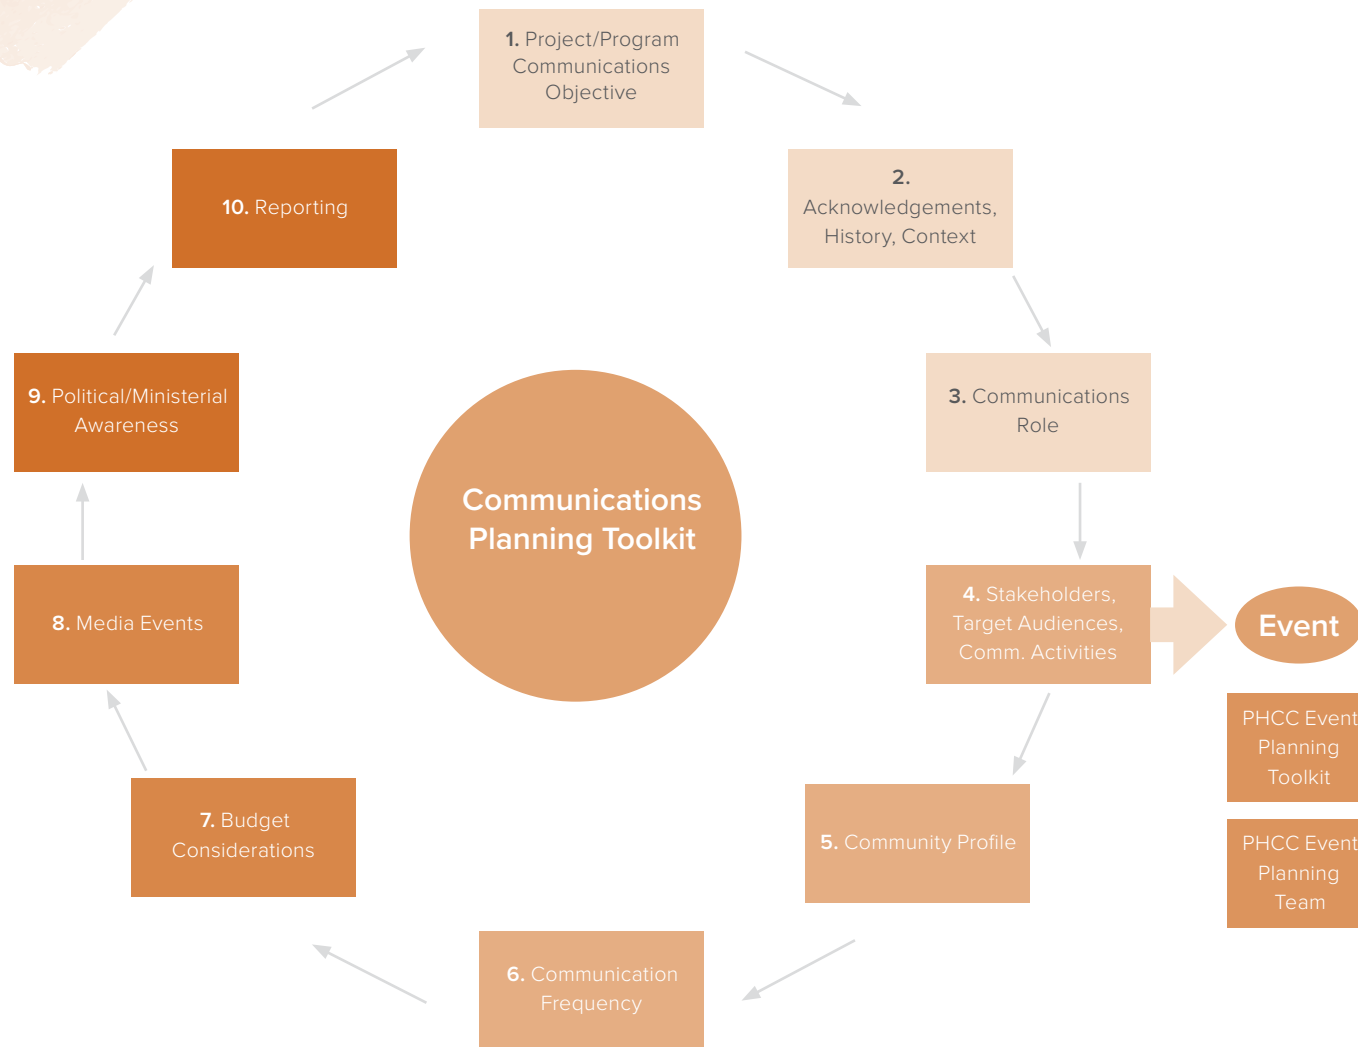 1. Project/Program
Communications
Objective
2.
Acknowledgements,
History, Context
3. Communications
Role
4. Stakeholders,
Target Audiences,
Comm. Activities
Event
PHCC Event
Planning
Toolkit
PHCC Event
Planning
Team
5. Community Profile
6. Communication
Frequency
7. Budget
Considerations
8. Media Events
9. Political/Ministerial
Awareness
10. Reporting
Communications
Planning Toolkit